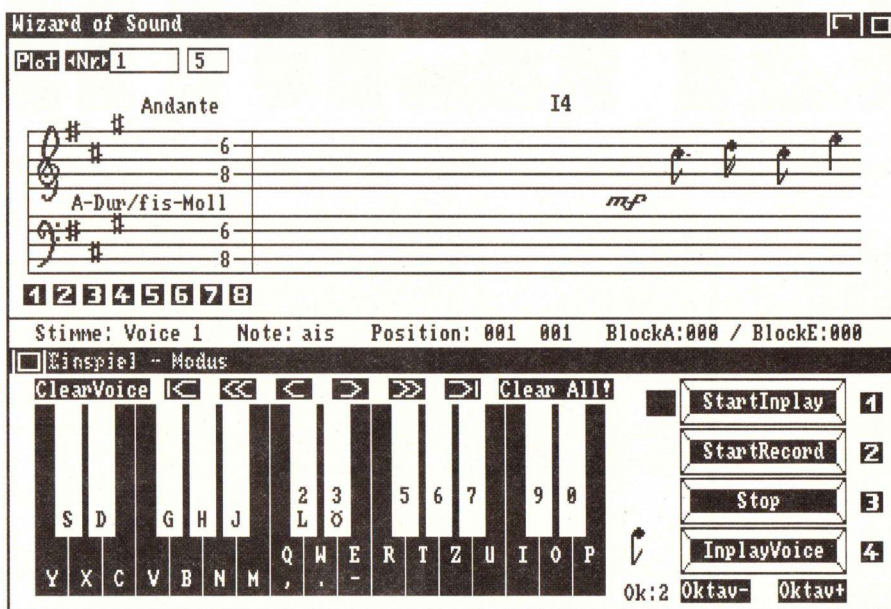 Wizard of Sound
Plot Nr. 1 5
Andante I4
6
8
A-Dur/fis-Moll mf
6
8
1 2 3 4 5 6 7 8
Stimme: Voice 1 Note: ais Position: 001 001 BlockA:000 / BlockE:000
Einspiel - Modus
ClearVoice Clear All!
StartInplay 1
StartRecord 2
Stop 3
InplayVoice 4
2 3 5 6 7 9 0
S D G H J L Ö
Q W E R T Z U I O P
Y X C V B N M , . -
Ok:2 Oktav- Oktav+